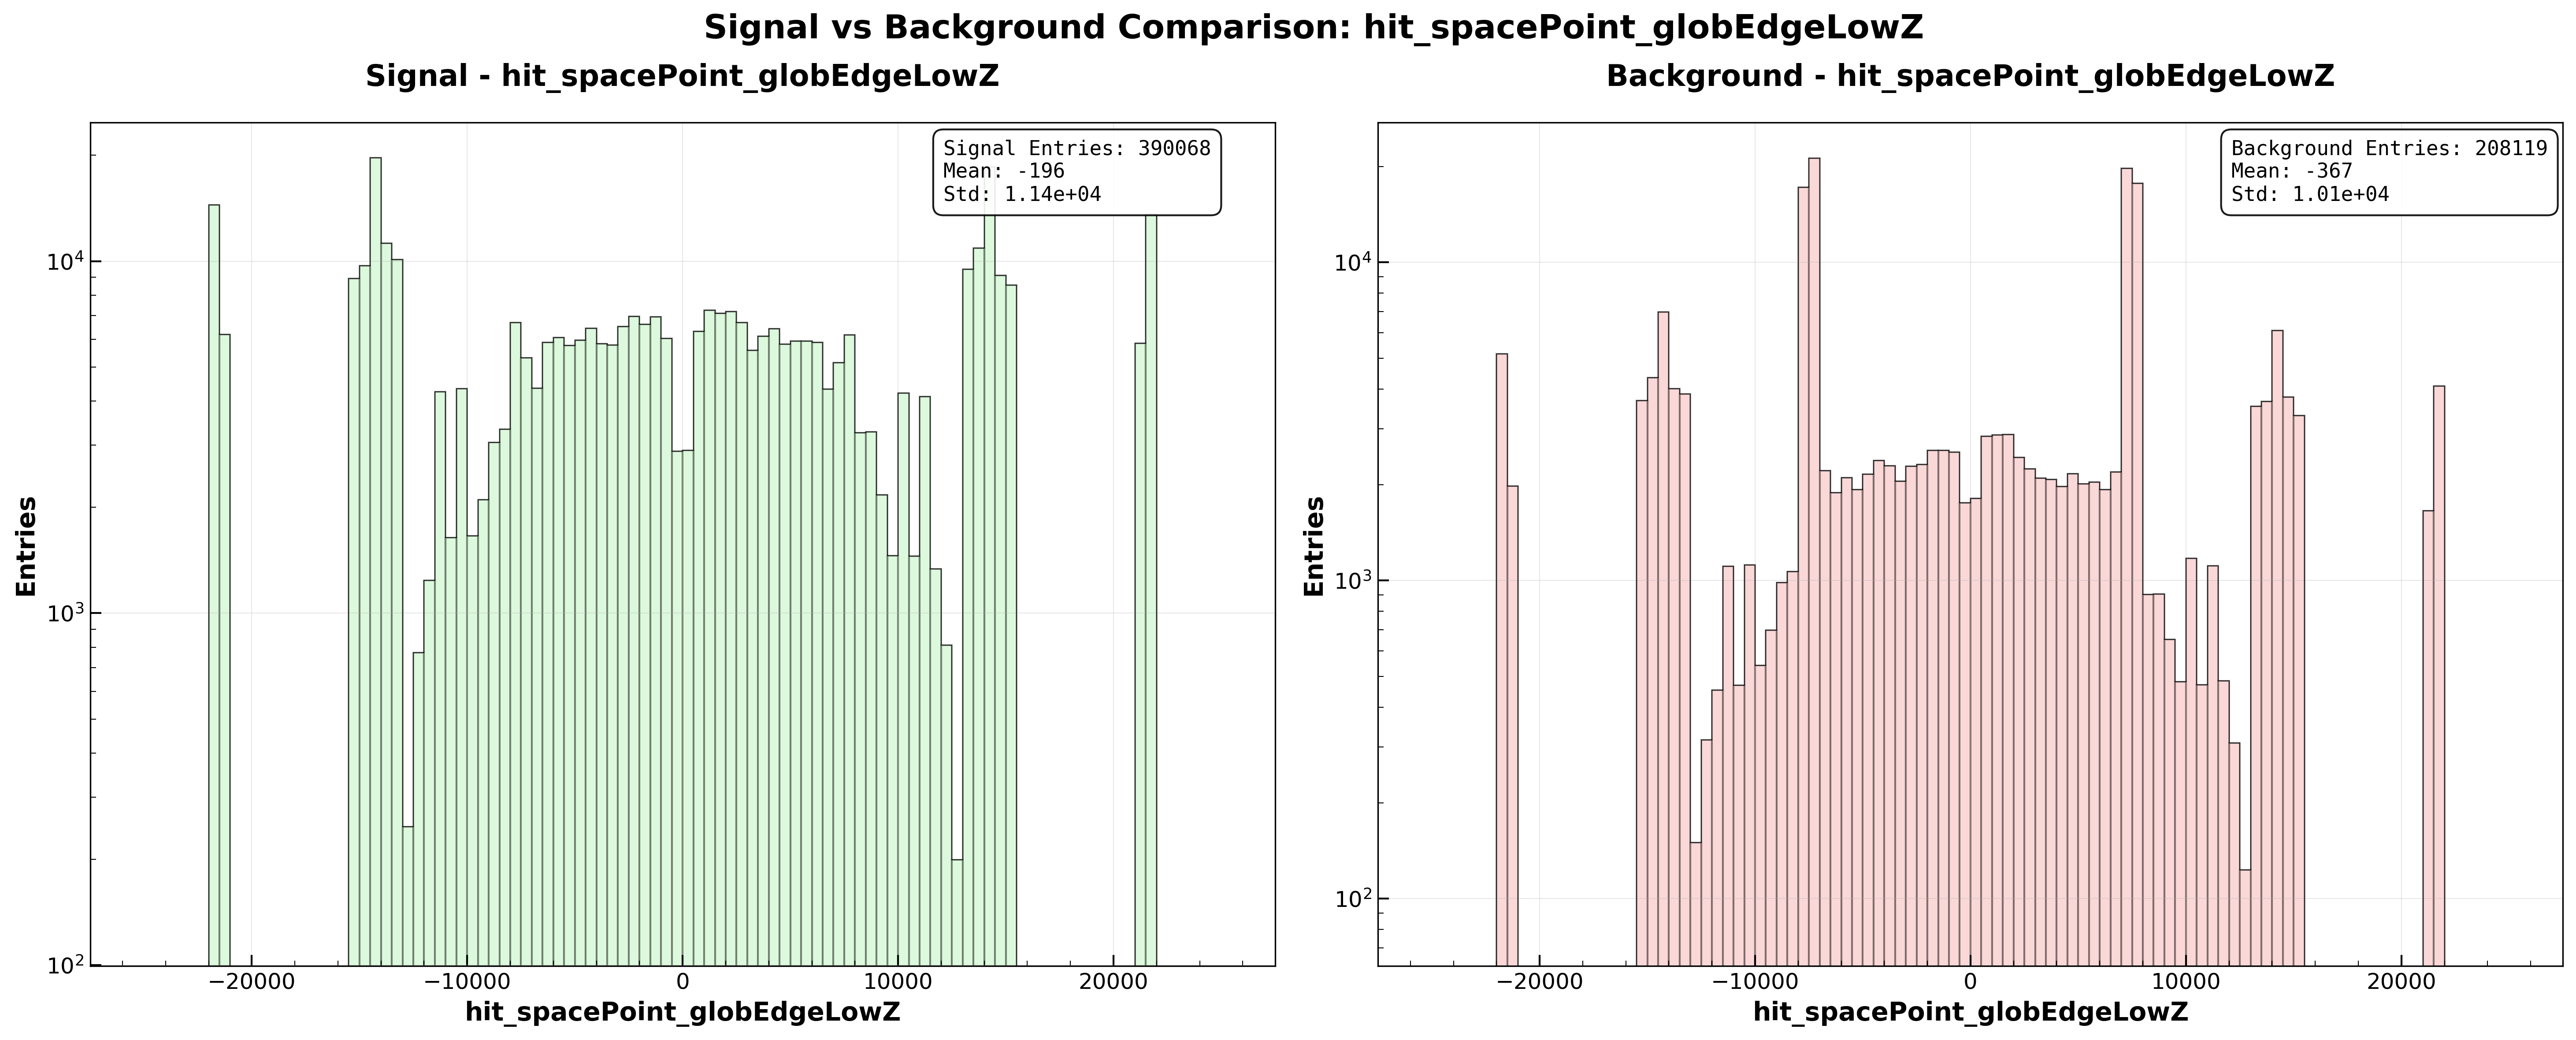 Signal vs Background Comparison: hit_spacePoint_globEdgeLowZ
Signal - hit_spacePoint_globEdgeLowZ
Signal Entries: 390068
Mean: -196
Std: 1.14e+04
Entries
10^4
10^3
10^2
−20000
−10000
0
10000
20000
hit_spacePoint_globEdgeLowZ
Background - hit_spacePoint_globEdgeLowZ
Background Entries: 208119
Mean: -367
Std: 1.01e+04
Entries
10^4
10^3
10^2
−20000
−10000
0
10000
20000
hit_spacePoint_globEdgeLowZ